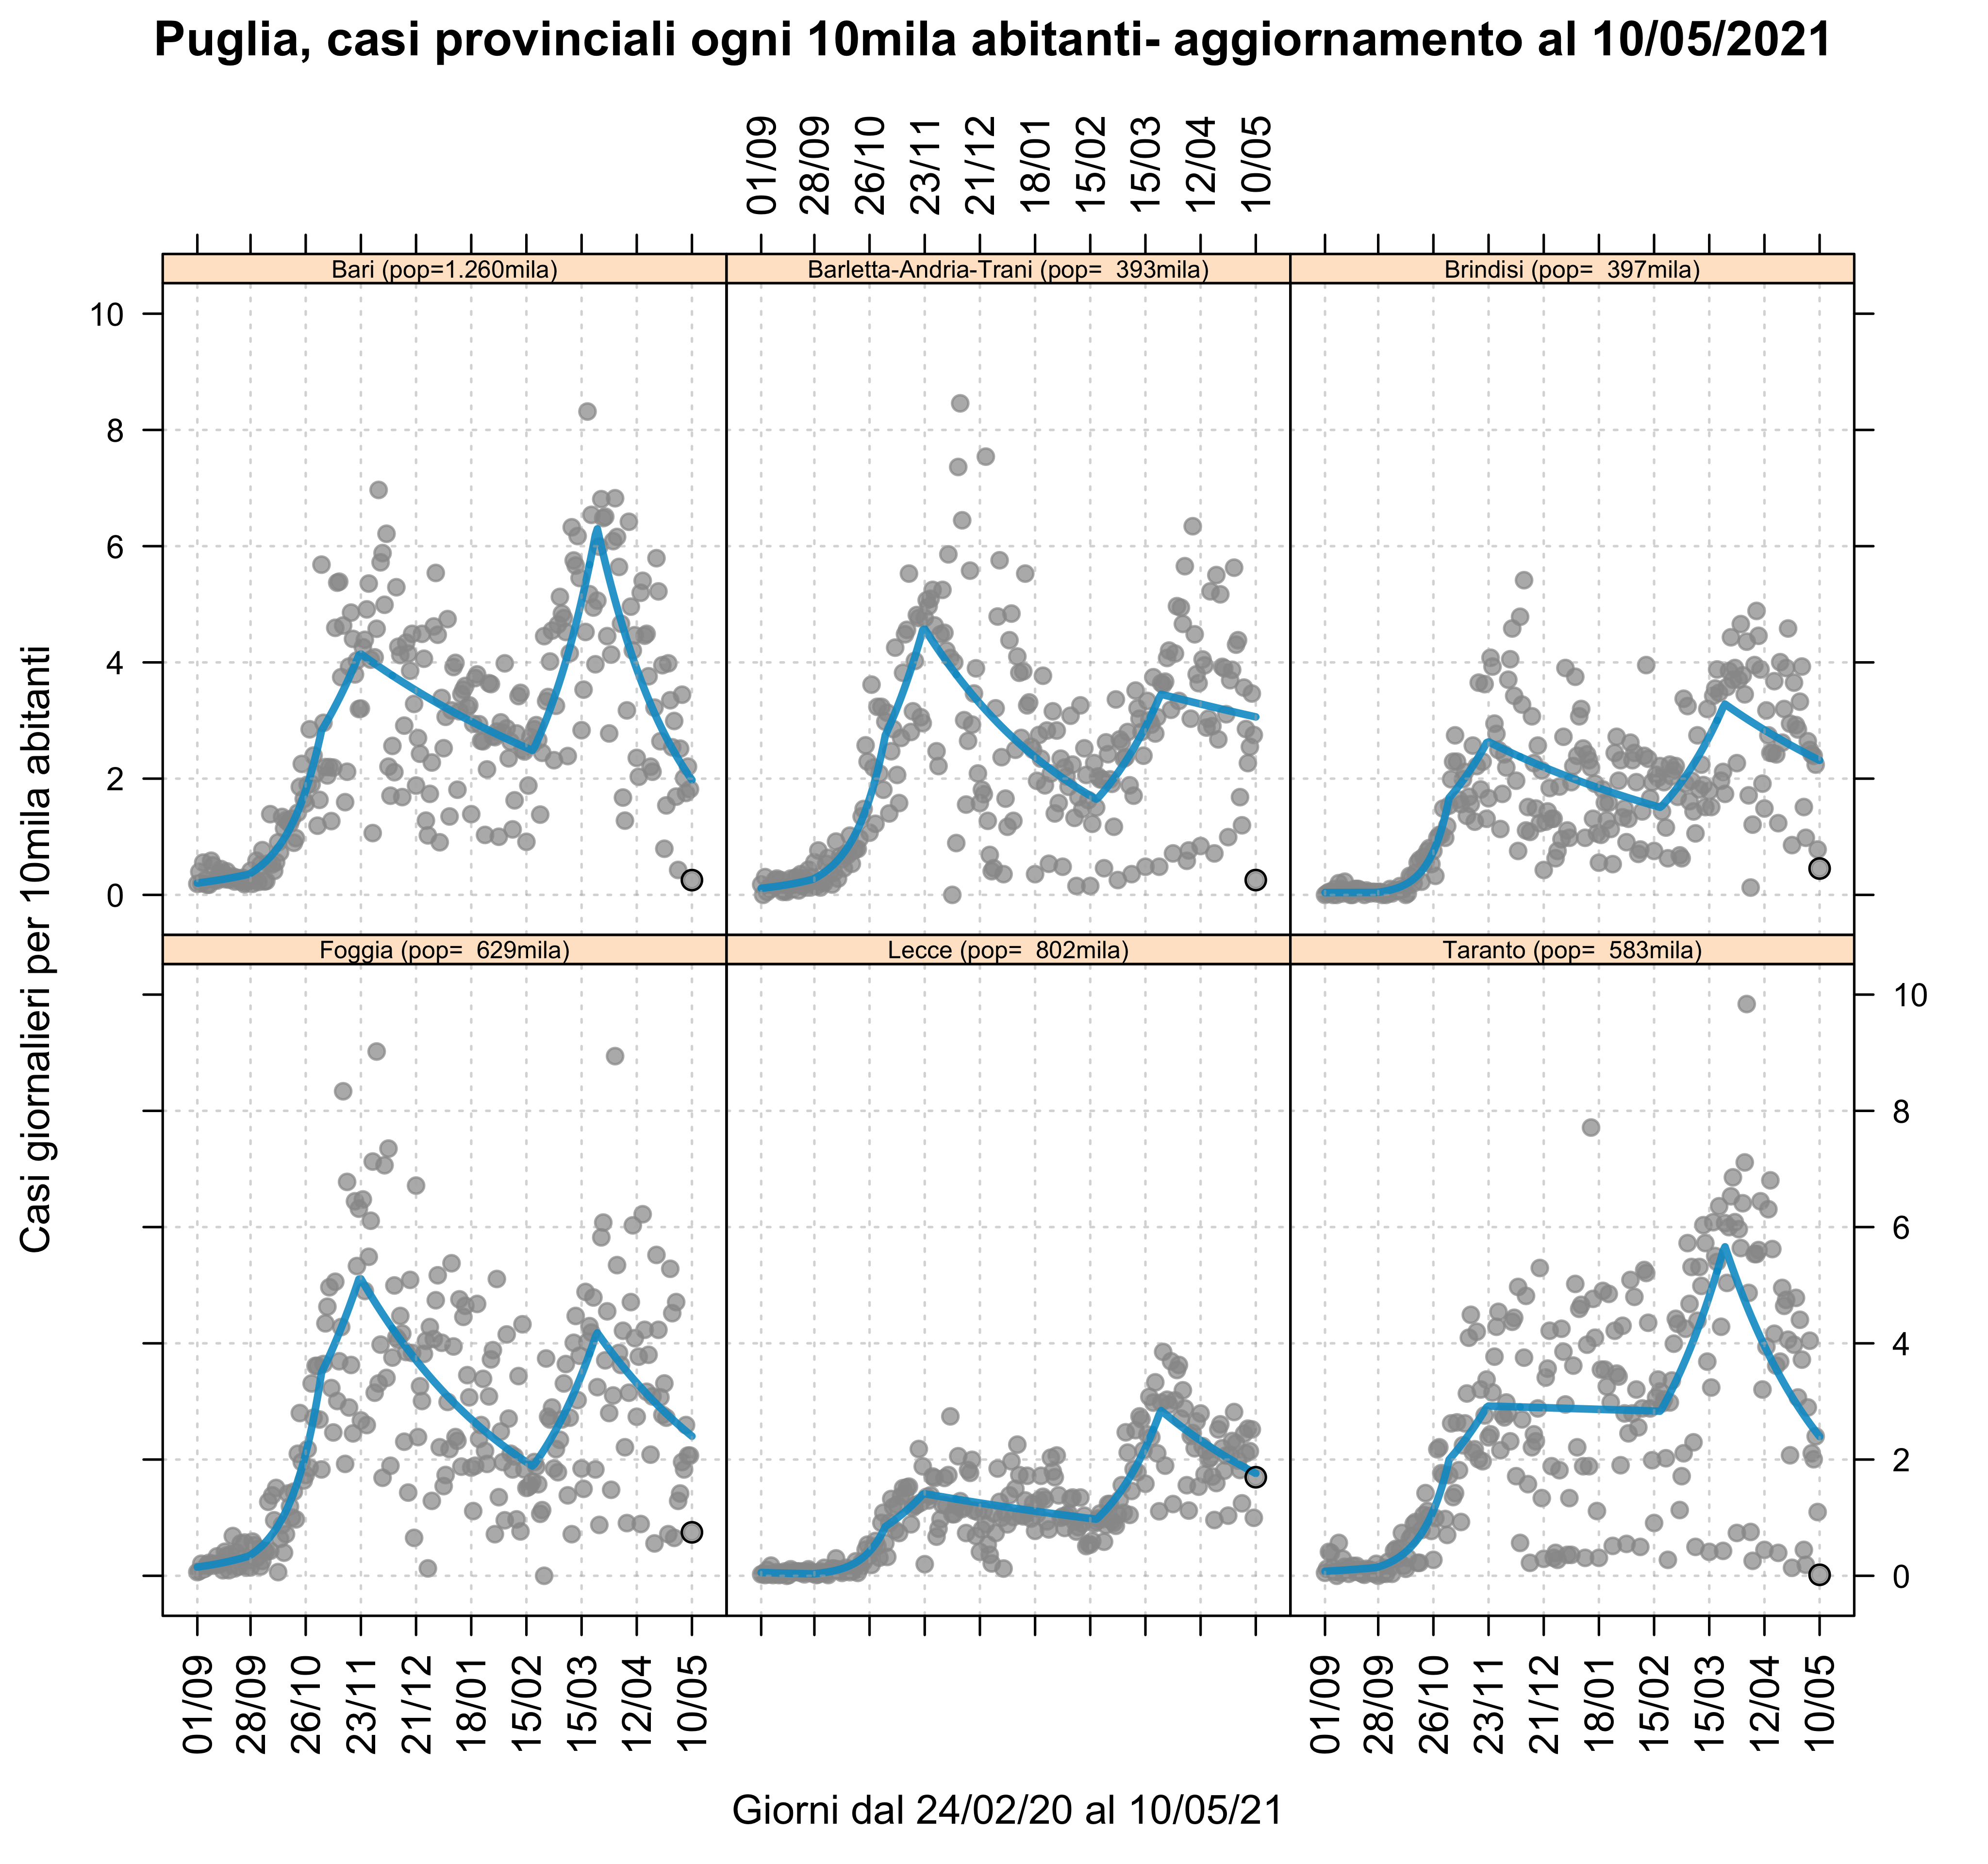 Puglia, casi provinciali ogni 10mila abitanti- aggiornamento al 10/05/2021
01/09 28/09 26/10 23/11 21/12 18/01 15/02 15/03 12/04 10/05
Bari (pop=1.260mila) Barletta-Andria-Trani (pop= 393mila) Brindisi (pop= 397mila)
10
8
6
4
2
0
Casi giornalieri per 10mila abitanti
Foggia (pop= 629mila) Lecce (pop= 802mila) Taranto (pop= 583mila)
10
8
6
4
2
0
01/09 28/09 26/10 23/11 21/12 18/01 15/02 15/03 12/04 10/05
01/09 28/09 26/10 23/11 21/12 18/01 15/02 15/03 12/04 10/05
Giorni dal 24/02/20 al 10/05/21